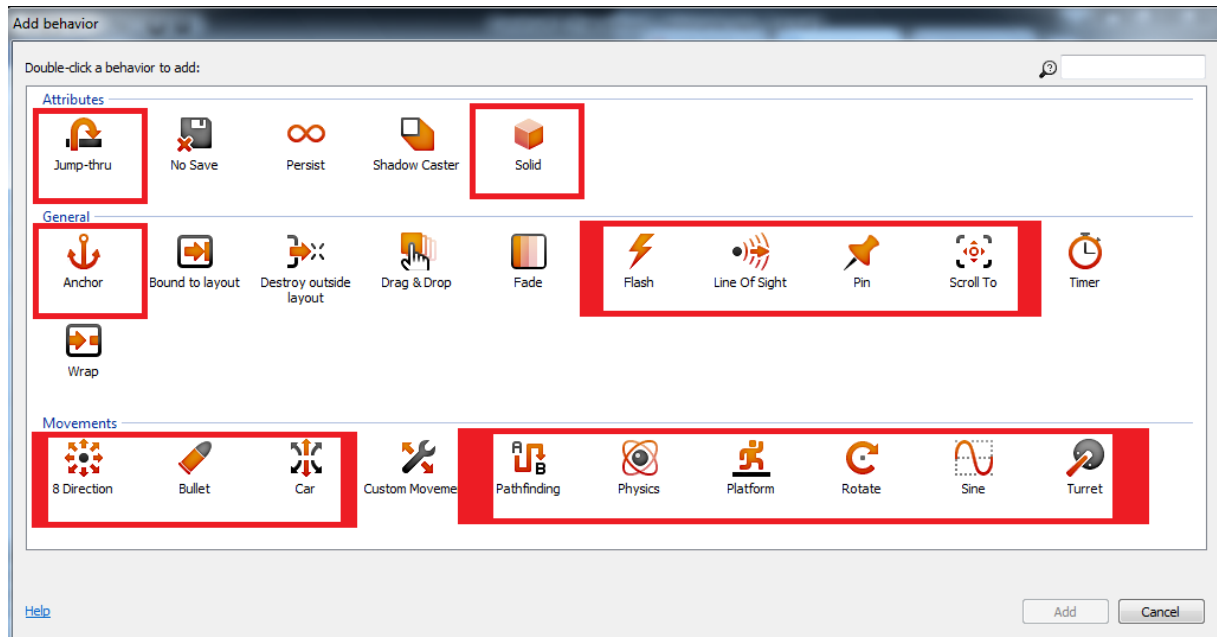 Add behavior
Double-click a behavior to add:
Attributes
Jump-thru No Save Persist Shadow Caster Solid
General
Anchor Bound to layout Destroy outside layout Drag & Drop Fade Flash Line Of Sight Pin Scroll To Timer
Wrap
Movements
8 Direction Bullet Car Custom Moveme Pathfinding Physics Platform Rotate Sine Turret
Help Add Cancel